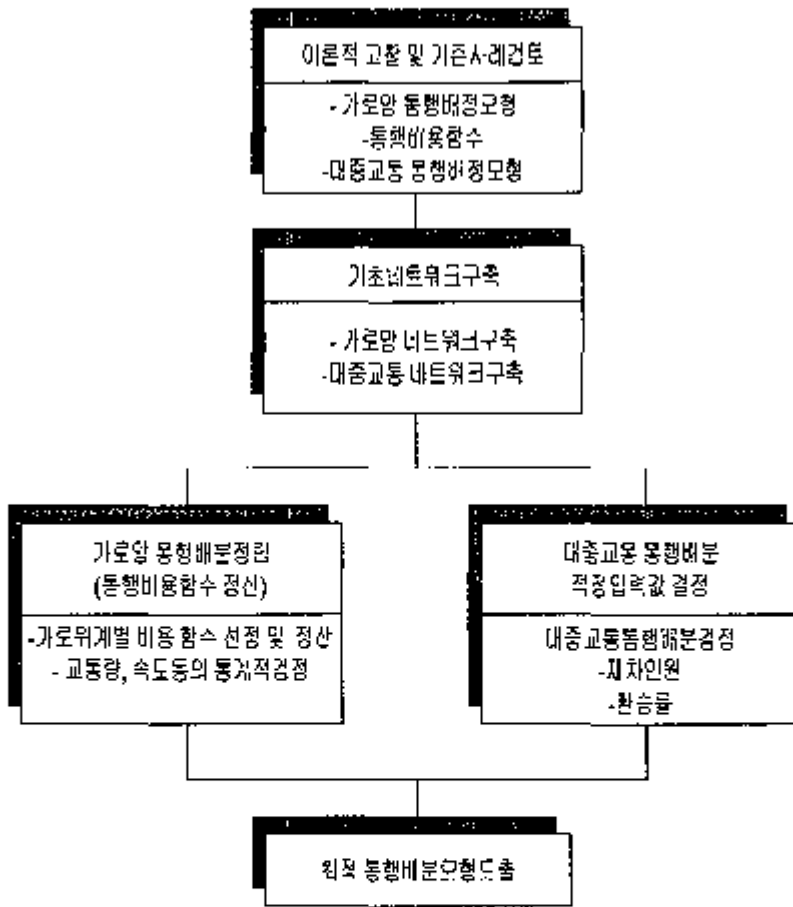 이론적 고찰 및 기존사례검토
- 가로망 통행배정모형
-통행비용함수
-대중교통 통행배정모형
기초네트워크구축
- 가로망 네트워크구축
-대중교통 네트워크구축
가로망 통행배분정립
(통행비용함수 정산)
-가로위계별 비용 함수 선정 및 정산
- 교통량, 속도등의 통계적검정
대중교통 통행배분
적정입력값 결정
대중교통통행배분검정
-재차인원
-환승률
최적 통행배분모형도출